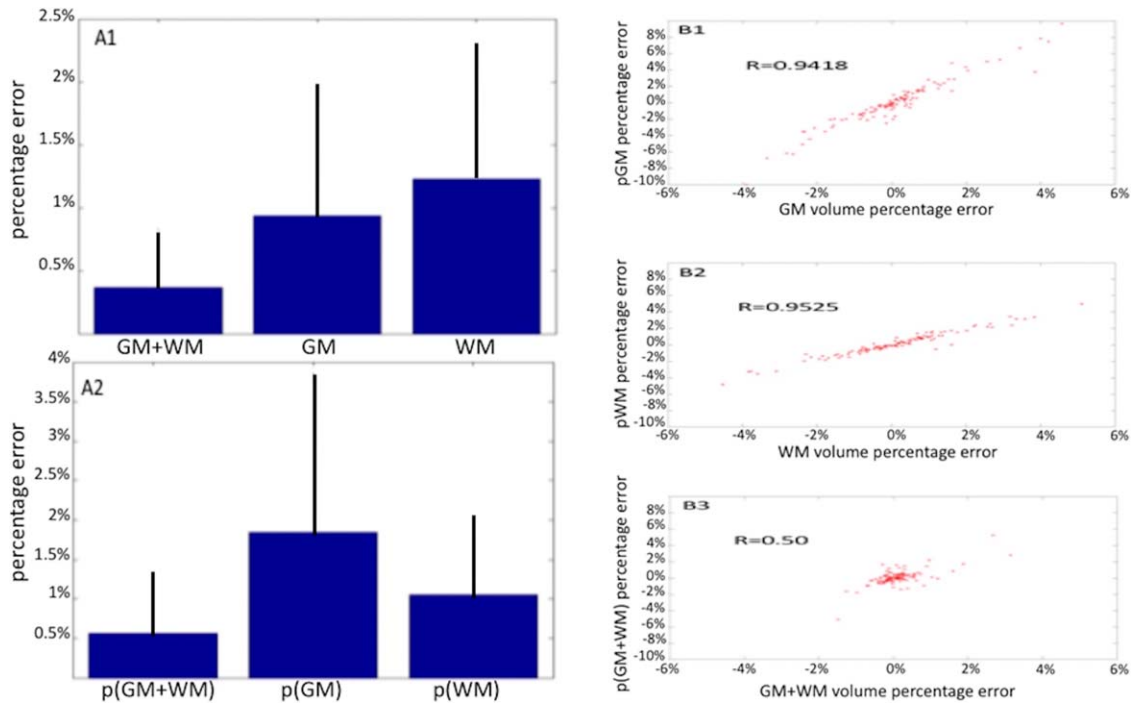 A1
percentage error
2.5%
2%
1.5%
1%
0.5%
GM+WM GM WM
A2
percentage error
4%
3.5%
3%
2.5%
2%
1.5%
1%
0.5%
p(GM+WM) p(GM) p(WM)
B1
R=0.9418
pGM percentage error
8%
6%
4%
2%
0%
-2%
-4%
-6%
-8%
-10%
-6% -4% -2% 0% 2% 4% 6%
GM volume percentage error
B2
R=0.9525
pWM percentage error
8%
6%
4%
2%
0%
-2%
-4%
-6%
-8%
-10%
-6% -4% -2% 0% 2% 4% 6%
WM volume percentage error
B3
R=0.50
p(GM+WM) percentage error
8%
6%
4%
2%
0%
-2%
-4%
-6%
-8%
-10%
-6% -4% -2% 0% 2% 4% 6%
GM+WM volume percentage error